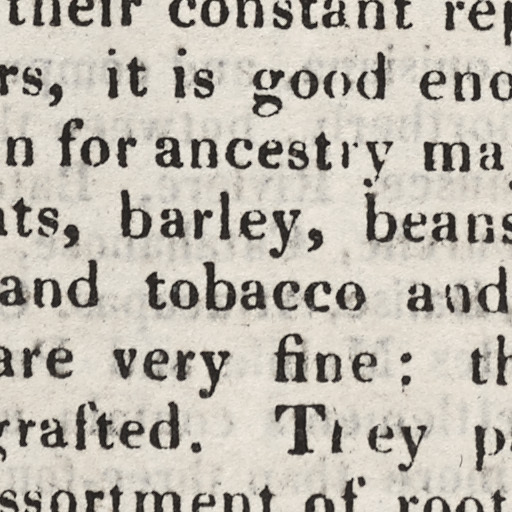 their constant rep
rs, it is good eno
n for ancestry ma
ats, barley, beans
and tobacco and
are very fine: th
graſted. They p
ssortment of root